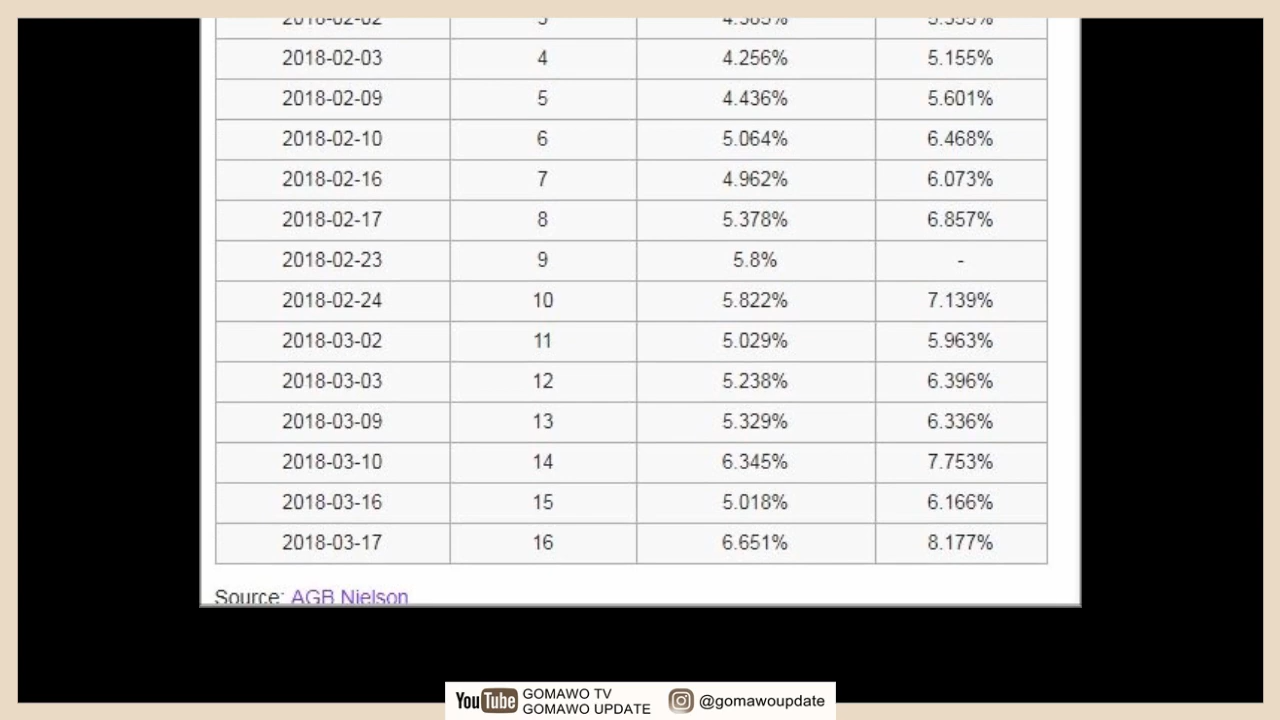 2018-02-03 4 4.256% 5.155%
2018-02-09 5 4.436% 5.601%
2018-02-10 6 5.064% 6.468%
2018-02-16 7 4.962% 6.073%
2018-02-17 8 5.378% 6.857%
2018-02-23 9 5.8% -
2018-02-24 10 5.822% 7.139%
2018-03-02 11 5.029% 5.963%
2018-03-03 12 5.238% 6.396%
2018-03-09 13 5.329% 6.336%
2018-03-10 14 6.345% 7.753%
2018-03-16 15 5.018% 6.166%
2018-03-17 16 6.651% 8.177%
Source: AGB Nielson
YouTube GOMAWO TV
GOMAWO UPDATE
@gomawoupdate